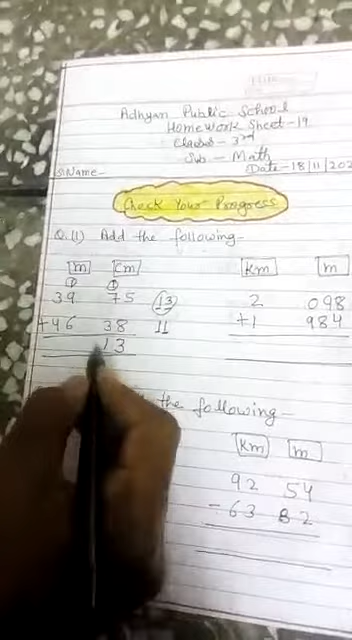 Adhyan Public School
Homework Sheet-19
Class- 3rd
Sub - Math
S.Name-
Date-18/11/202
Check Your Progress
Q.(1) Add the following-
m cm
1 1
39 75 13
+46 38 11
13
km m
2 098
+1 984
the following-
km m
92 54
-63 82